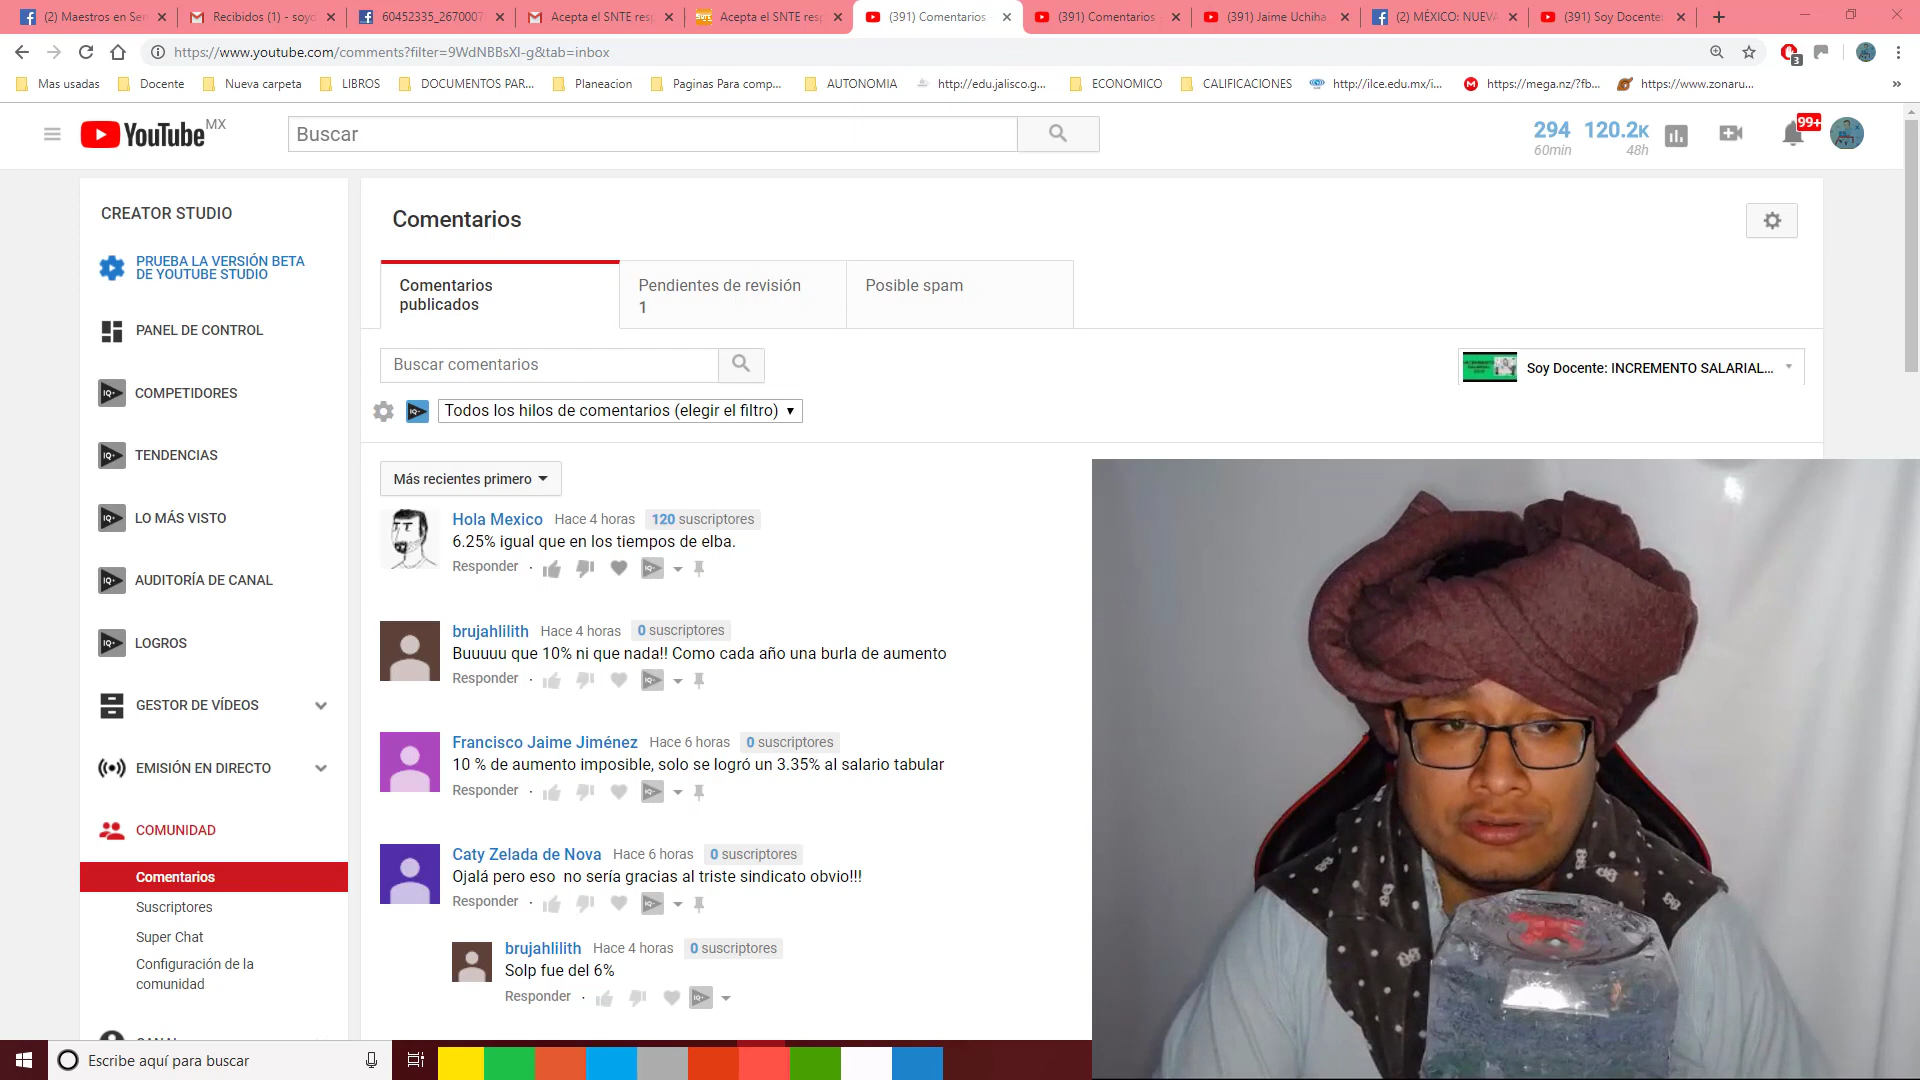 (2) Maestros en Ser
Recibidos (1) - soyd
60452335_267000
Acepta el SNTE resp
Acepta el SNTE resp
(391) Comentarios
(391) Comentarios
(391) Jaime Uchiha
(2) MÉXICO: NUEVA
(391) Soy Docente:
https://www.youtube.com/comments?filter=9WdNBBsXI-g&tab=inbox
3
Mas usadas
Docente
Nueva carpeta
LIBROS
DOCUMENTOS PAR...
Planeacion
Paginas Para comp...
AUTONOMIA
http://edu.jalisco.g...
ECONOMICO
CALIFICACIONES
http://ilce.edu.mx/i...
https://mega.nz/?fb...
https://www.zonaru...
»
YouTube MX
Buscar
294 60min
120.2K 48h
99+
CREATOR STUDIO
PRUEBA LA VERSIÓN BETA
DE YOUTUBE STUDIO
PANEL DE CONTROL
COMPETIDORES
TENDENCIAS
LO MÁS VISTO
AUDITORÍA DE CANAL
LOGROS
GESTOR DE VÍDEOS
EMISIÓN EN DIRECTO
COMUNIDAD
Comentarios
Suscriptores
Super Chat
Configuración de la
comunidad
Comentarios
Comentarios
publicados
Pendientes de revisión
1
Posible spam
Buscar comentarios
Soy Docente: INCREMENTO SALARIAL...
Todos los hilos de comentarios (elegir el filtro)
Más recientes primero
Hola Mexico Hace 4 horas 120 suscriptores
6.25% igual que en los tiempos de elba.
Responder ·
brujahlilith Hace 4 horas 0 suscriptores
Buuuuu que 10% ni que nada!! Como cada año una burla de aumento
Responder ·
Francisco Jaime Jiménez Hace 6 horas 0 suscriptores
10 % de aumento imposible, solo se logró un 3.35% al salario tabular
Responder ·
Caty Zelada de Nova Hace 6 horas 0 suscriptores
Ojalá pero eso no sería gracias al triste sindicato obvio!!!
Responder ·
brujahlilith Hace 4 horas 0 suscriptores
Solp fue del 6%
Responder ·
Escribe aquí para buscar